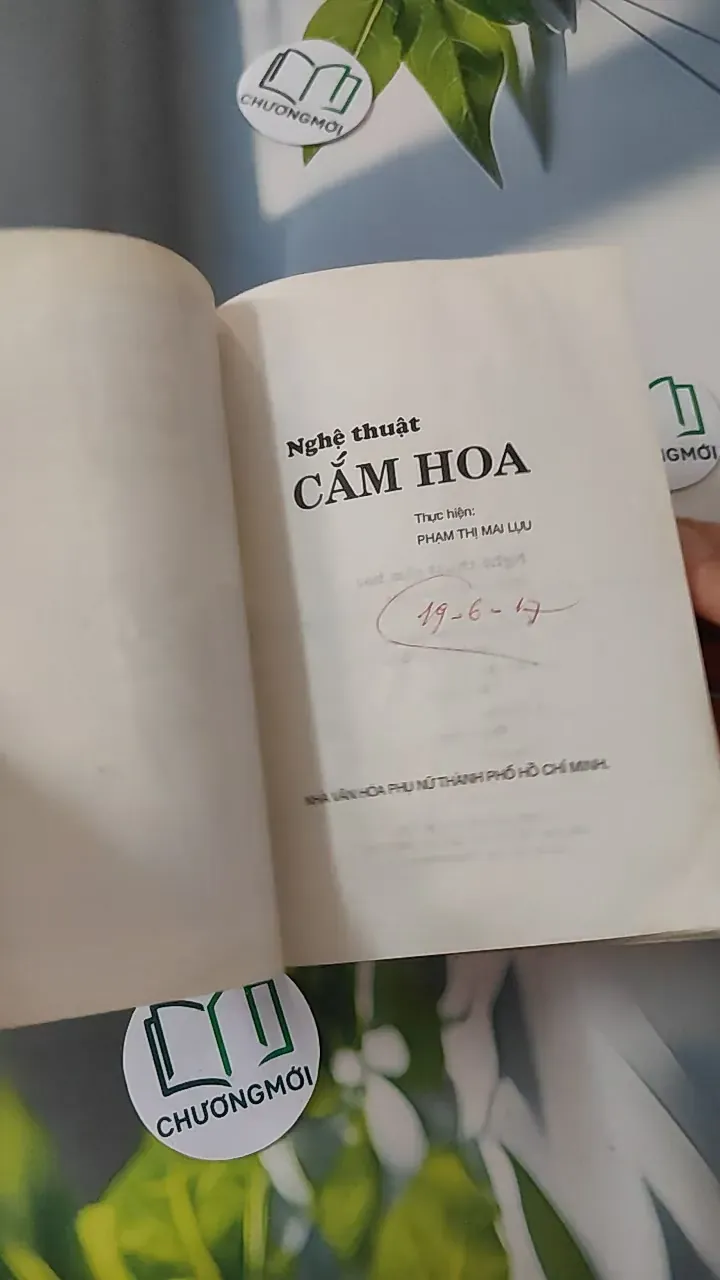 CHƯƠNGMỚI
IGMỚI
Nghệ thuật
CẮM HOA
Thực hiện:
PHẠM THỊ MAI LỰU
19-6-17
NHÀ VĂN HÓA PHỤ NỮ THÀNH PHỐ HỒ CHÍ MINH.
CHƯƠNGMỚI